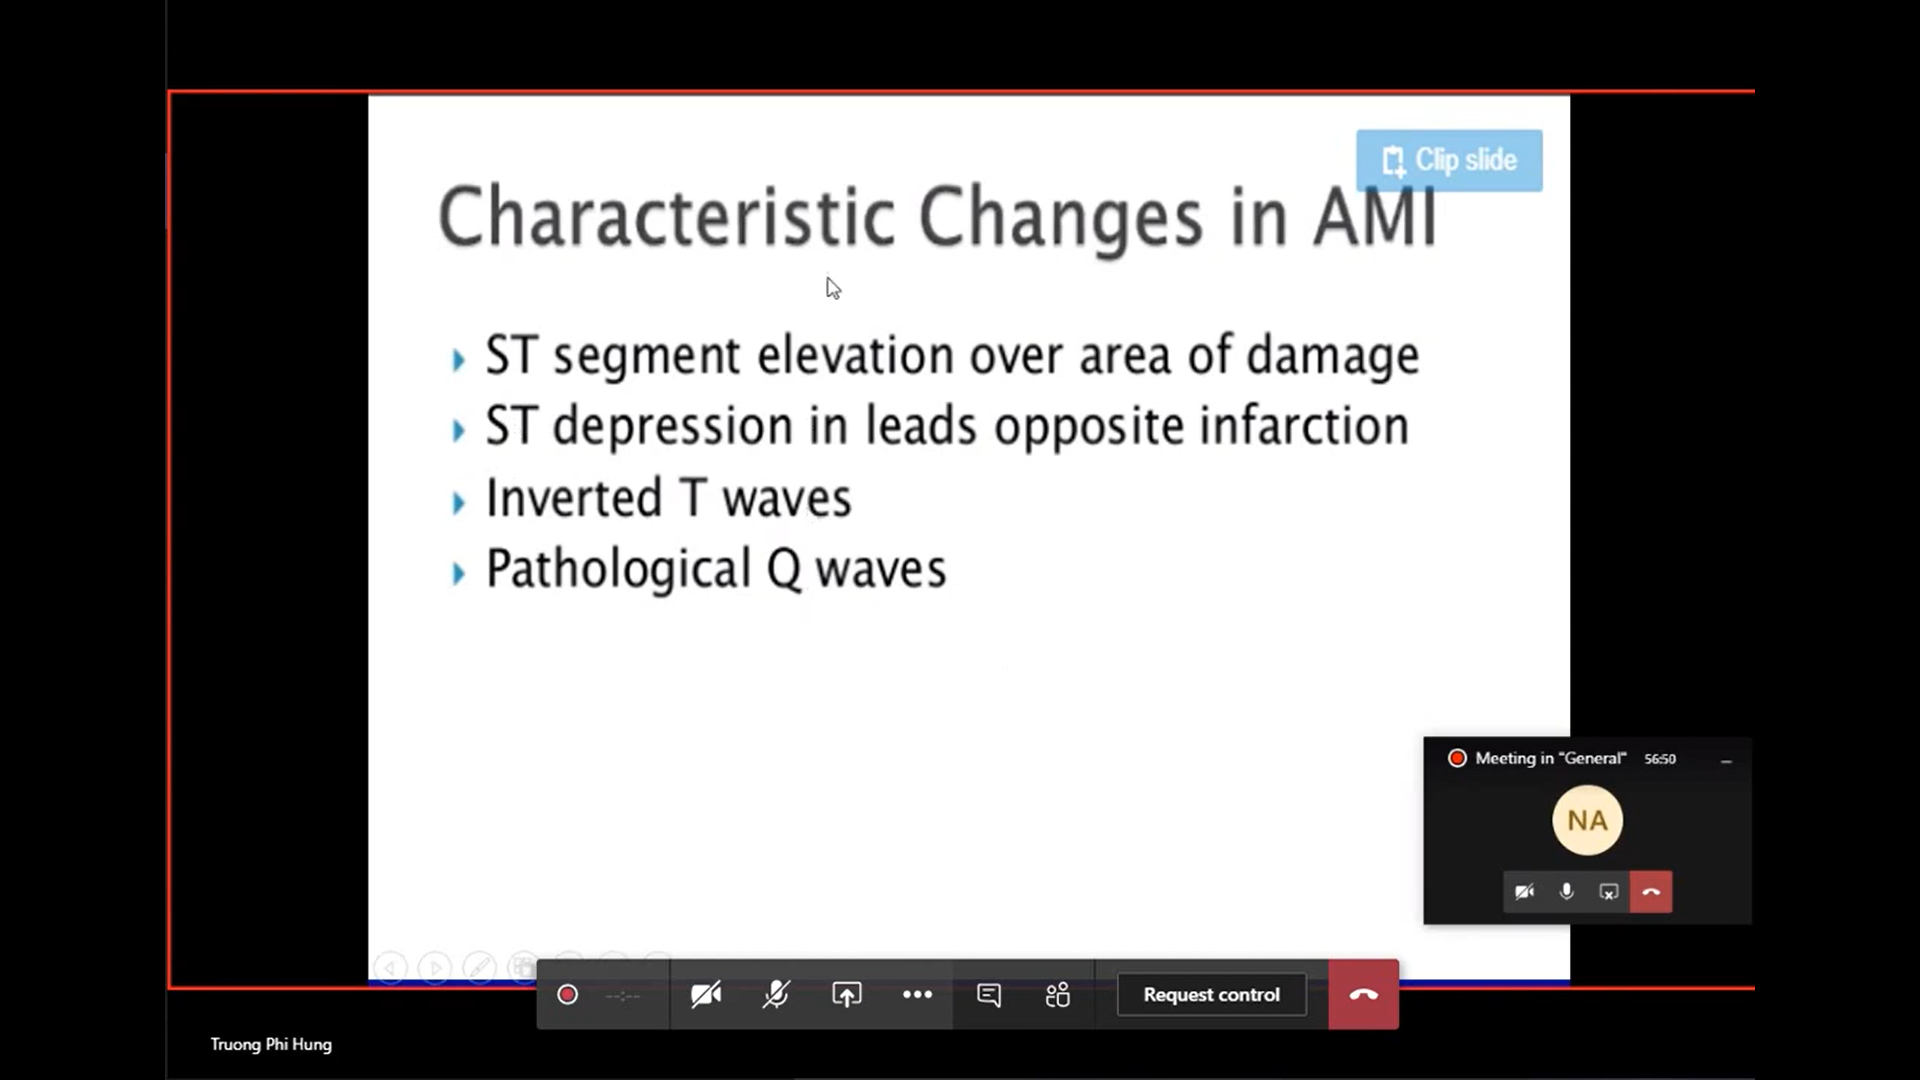 Clip slide
Characteristic Changes in AMI
ST segment elevation over area of damage
ST depression in leads opposite infarction
Inverted T waves
Pathological Q waves
Meeting in "General" 56:50
NA
--:--
Request control
Truong Phi Hung